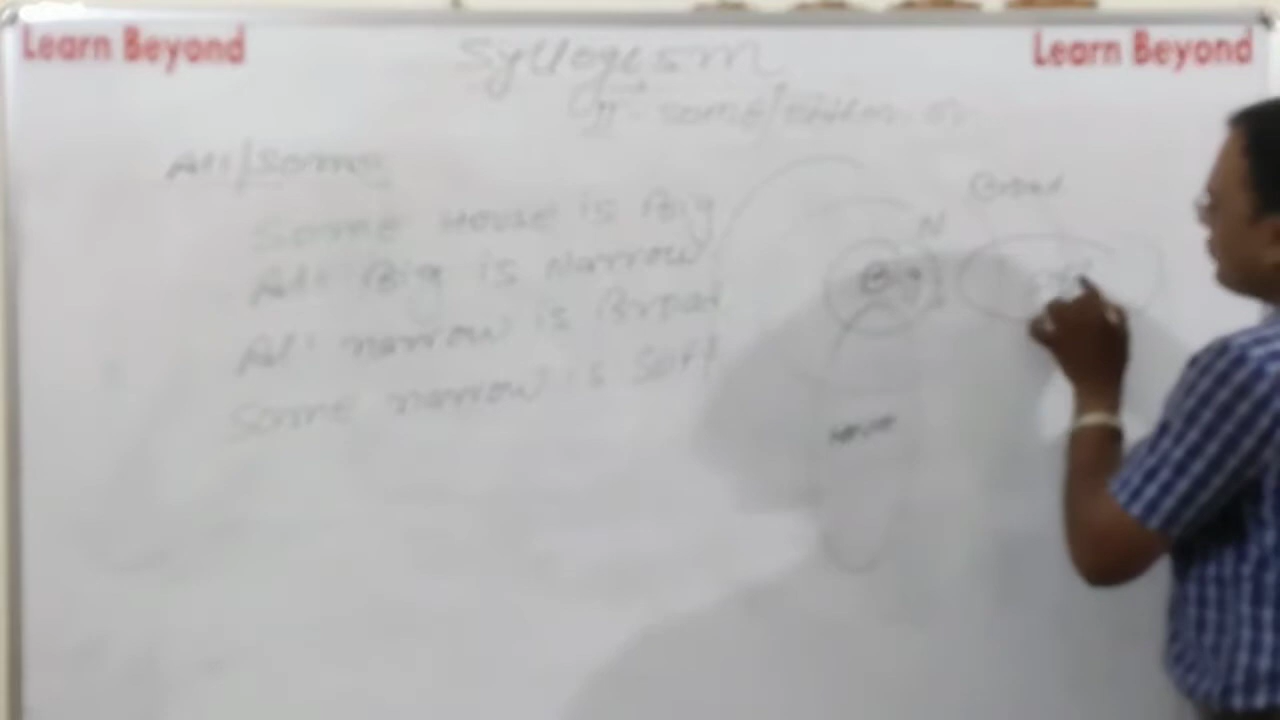 Learn Beyond
Learn Beyond
Syllogism
All/Some
Some House is Big
All Big is Narrow
All narrow is Broad
Some narrow is Soft
Broad
N
Big